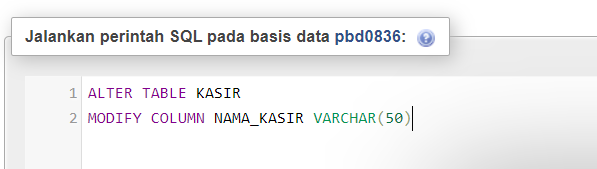 Jalankan perintah SQL pada basis data pbd0836:
1 ALTER TABLE KASIR
2 MODIFY COLUMN NAMA_KASIR VARCHAR(50)